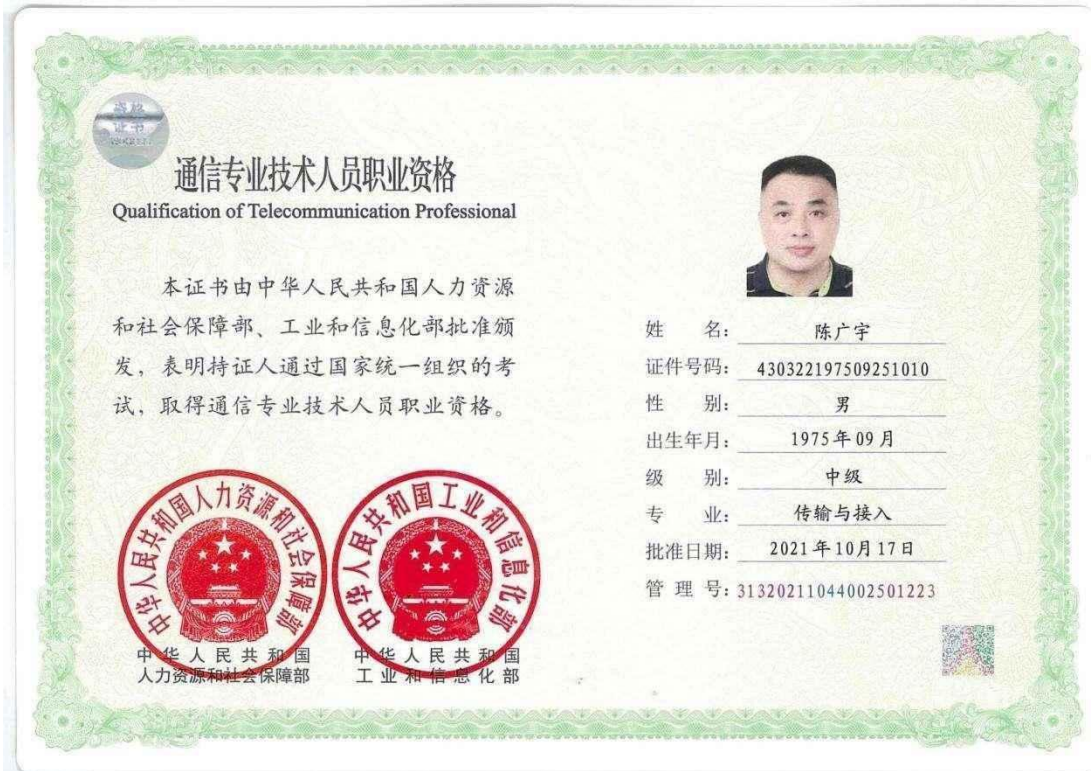 资格
证书
通信专业技术人员职业资格
Qualification of Telecommunication Professional
本证书由中华人民共和国人力资源
和社会保障部、工业和信息化部批准颁
发，表明持证人通过国家统一组织的考
试，取得通信专业技术人员职业资格。
中华人民共和国人力资源和社会保障部
中华人民共和国工业和信息化部
中华人民共和国
人力资源和社会保障部
中华人民共和国
工业和信息化部
姓 名： 陈广宇
证件号码： 430322197509251010
性 别： 男
出生年月： 1975年09月
级 别： 中级
专 业： 传输与接入
批准日期： 2021年10月17日
管 理 号： 31320211044002501223